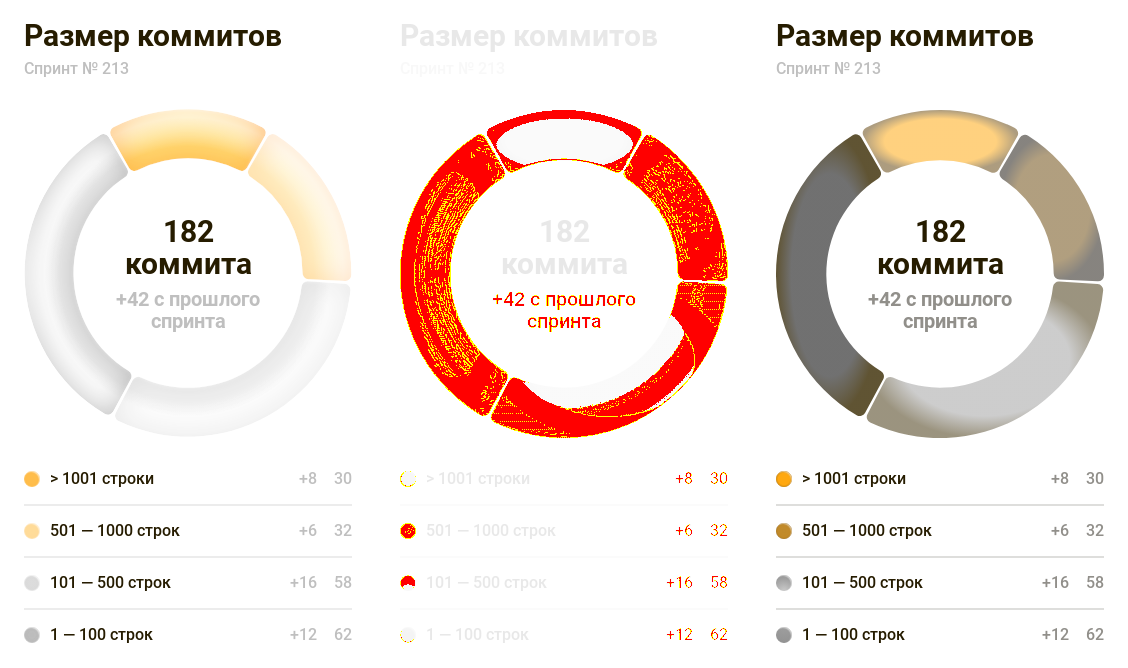 Размер коммитов
Спринт № 213
182
коммита
+42 с прошлого
спринта
> 1001 строки +8 30
501 — 1000 строк +6 32
101 — 500 строк +16 58
1 — 100 строк +12 62
Размер коммитов
Спринт № 213
182
коммита
+42 с прошлого
спринта
> 1001 строки +8 30
501 — 1000 строк +6 32
101 — 500 строк +16 58
1 — 100 строк +12 62
Размер коммитов
Спринт № 213
182
коммита
+42 с прошлого
спринта
> 1001 строки +8 30
501 — 1000 строк +6 32
101 — 500 строк +16 58
1 — 100 строк +12 62